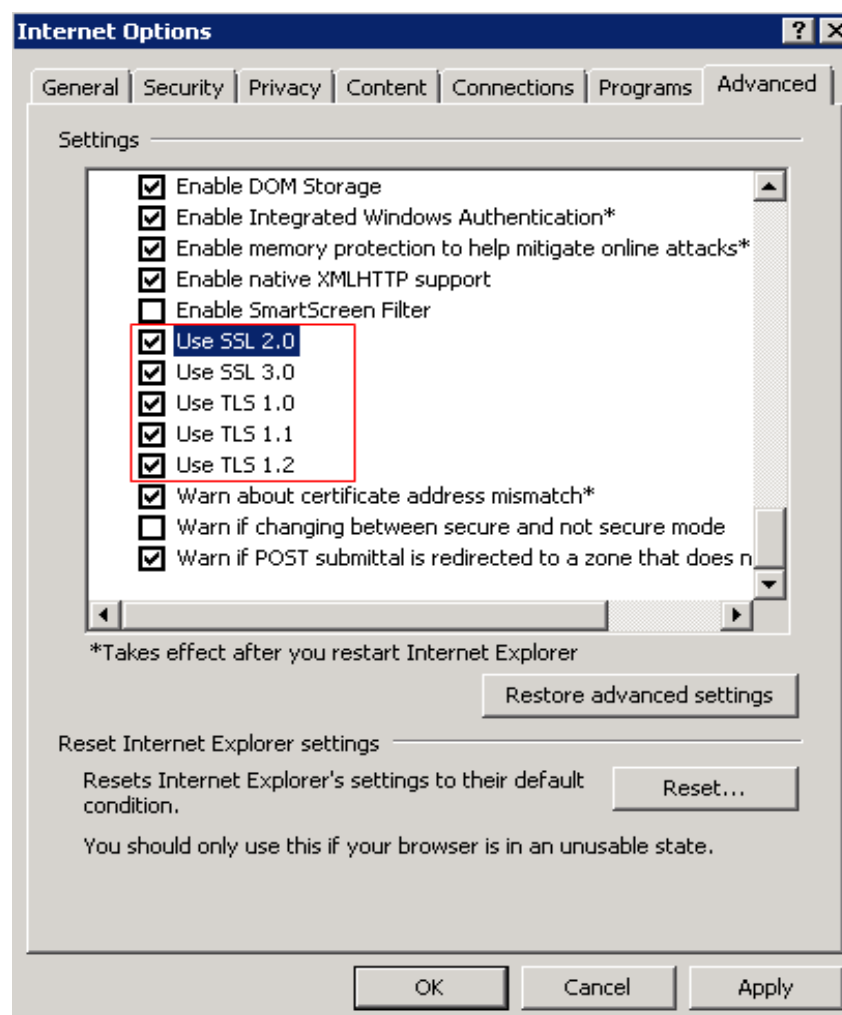 Internet Options
General Security Privacy Content Connections Programs Advanced
Settings
Enable DOM Storage
Enable Integrated Windows Authentication*
Enable memory protection to help mitigate online attacks*
Enable native XMLHTTP support
Enable SmartScreen Filter
Use SSL 2.0
Use SSL 3.0
Use TLS 1.0
Use TLS 1.1
Use TLS 1.2
Warn about certificate address mismatch*
Warn if changing between secure and not secure mode
Warn if POST submittal is redirected to a zone that does n
*Takes effect after you restart Internet Explorer
Restore advanced settings
Reset Internet Explorer settings
Resets Internet Explorer's settings to their default
condition.
Reset...
You should only use this if your browser is in an unusable state.
OK Cancel Apply